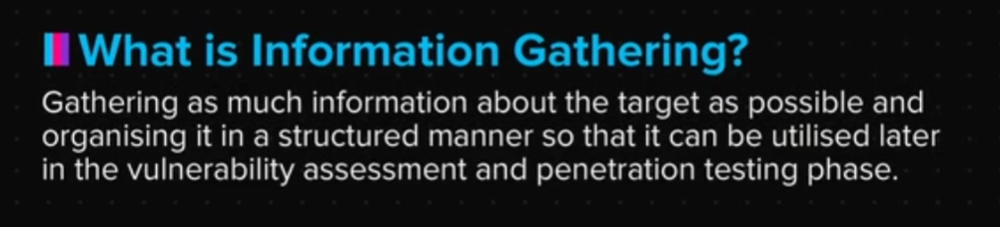 What is Information Gathering?
Gathering as much information about the target as possible and
organising it in a structured manner so that it can be utilised later
in the vulnerability assessment and penetration testing phase.